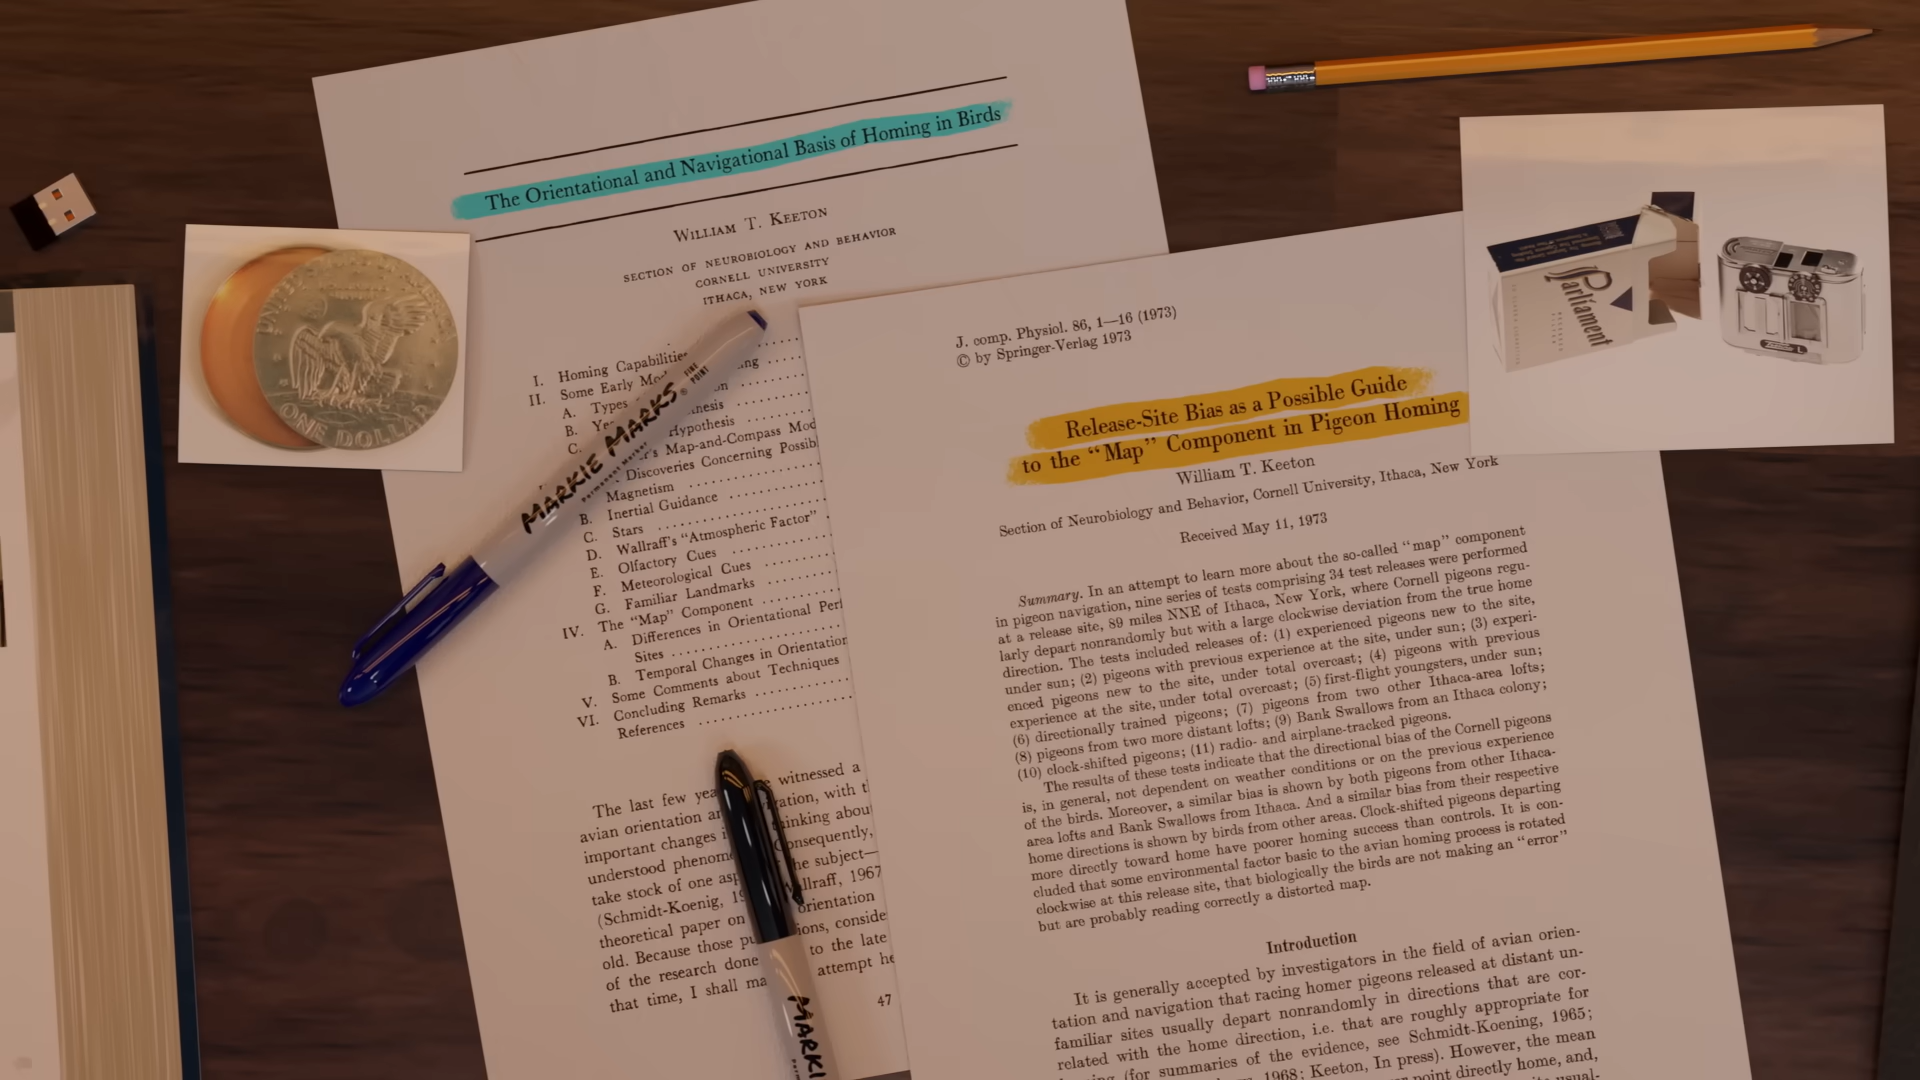 The Orientational and Navigational Basis of Homing in Birds
WILLIAM T. KEETON
SECTION OF NEUROBIOLOGY AND BEHAVIOR
CORNELL UNIVERSITY
ITHACA, NEW YORK
I. Homing Capabilities
II. Some Early
A. Types
B.
C. Hypothesis
Map-and-Compass
Discoveries Concerning
Magnetism
B. Inertial Guidance
C. Stars
D. Wallraff's "Atmospheric Factor"
E. Olfactory Cues
F. Meteorological Cues
G. Familiar Landmarks
IV. The "Map" Component
A. Differences in Orientational
Sites
B. Temporal Changes in Orientation
V. Some Comments about Techniques
VI. Concluding Remarks
References
The last few witnessed a
avian orientation with
important changes
understood
take stock of one
(Schmidt-Koenig, Wallraff, 1967
theoretical paper on orientation
old. Because those
of the research done to the late
that time, I shall attempt
47
MARKIE MARKS
Permanent Marker
FINE
POINT
MARKI
ONE DOLLAR
Parliament
J. comp. Physiol. 86, 1—16 (1973)
© by Springer-Verlag 1973
Release-Site Bias as a Possible Guide
to the "Map" Component in Pigeon Homing
William T. Keeton
Section of Neurobiology and Behavior, Cornell University, Ithaca, New York
Received May 11, 1973
Summary. In an attempt to learn more about the so-called "map" component
in pigeon navigation, nine series of tests comprising 34 test releases were performed
at a release site, 89 miles NNE of Ithaca, New York, where Cornell pigeons regu-
larly depart nonrandomly but with a large clockwise deviation from the true home
direction. The tests included releases of: (1) experienced pigeons new to the site,
under sun; (2) pigeons with previous experience at the site, under sun; (3) experi-
enced pigeons new to the site, under total overcast; (4) pigeons with previous
experience at the site, under total overcast; (5) first-flight youngsters, under sun;
(6) directionally trained pigeons; (7) pigeons from two other Ithaca-area lofts;
(8) pigeons from two more distant lofts; (9) Bank Swallows from an Ithaca colony;
(10) clock-shifted pigeons; (11) radio- and airplane-tracked pigeons.
The results of these tests indicate that the directional bias of the Cornell pigeons
is, in general, not dependent on weather conditions or on the previous experience
of the birds. Moreover, a similar bias is shown by both pigeons from other Ithaca-
area lofts and Bank Swallows from Ithaca. And a similar bias from their respective
home directions is shown by birds from other areas. Clock-shifted pigeons departing
more directly toward home have poorer homing success than controls. It is con-
cluded that some environmental factor basic to the avian homing process is rotated
clockwise at this release site, that biologically the birds are not making an "error"
but are probably reading correctly a distorted map.
Introduction
It is generally accepted by investigators in the field of avian orien-
tation and navigation that racing homer pigeons released at distant un-
familiar sites usually depart nonrandomly in directions that are cor-
related with the home direction, i.e. that are roughly appropriate for
(for summaries of the evidence, see Schmidt-Koening, 1965;
1968; Keeton, In press). However, the mean
point directly home, and,